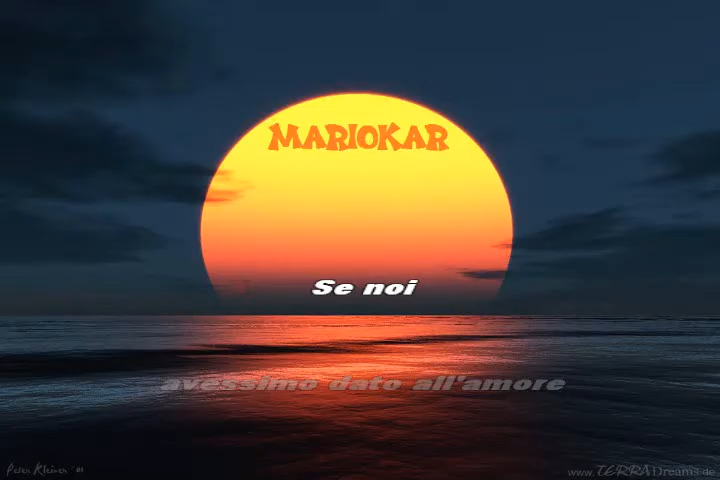 MARIOKAR
Se noi
avessimo dato all'amore
Peter Kleiner '01
www.TERRADreams.de